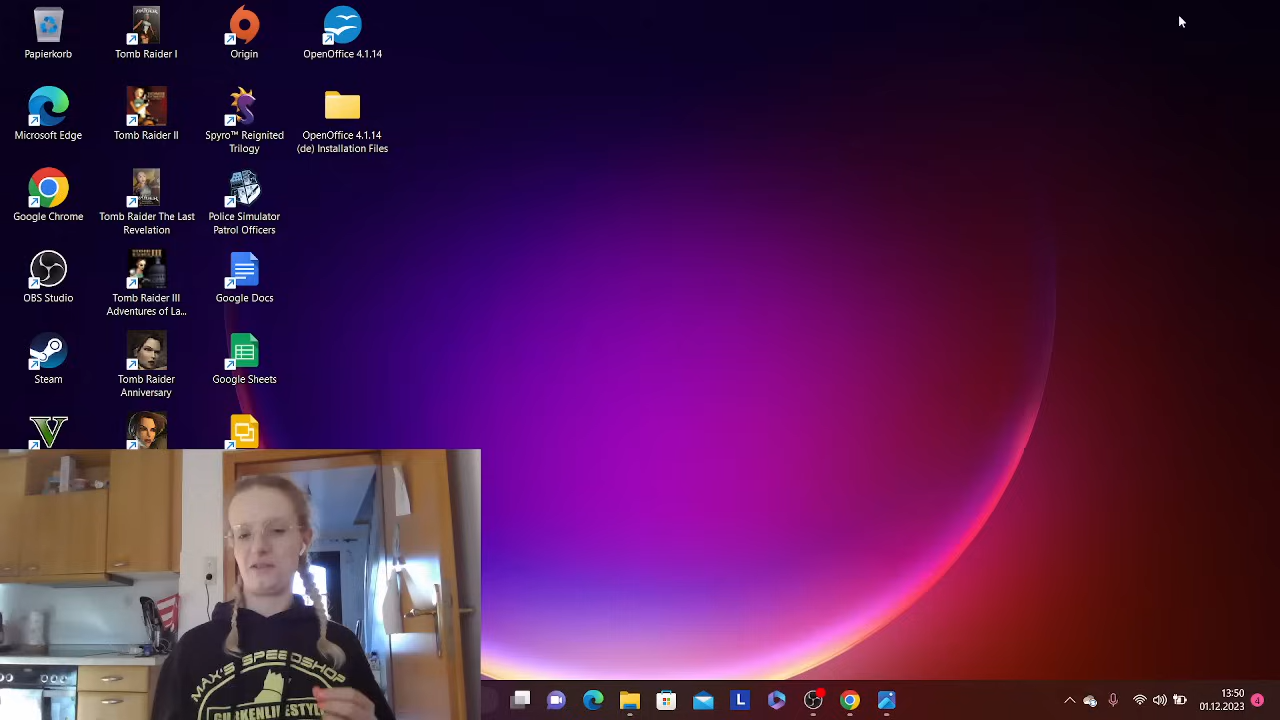 Papierkorb
Tomb Raider I
Origin
OpenOffice 4.1.14
Microsoft Edge
Tomb Raider II
Spyro™ Reignited
Trilogy
OpenOffice 4.1.14
(de) Installation Files
Google Chrome
Tomb Raider The Last
Revelation
Police Simulator
Patrol Officers
OBS Studio
Tomb Raider III
Adventures of La...
Google Docs
Steam
Tomb Raider
Anniversary
Google Sheets
MAX'S SPEEDSHOP
13:50
01.12.2023
4